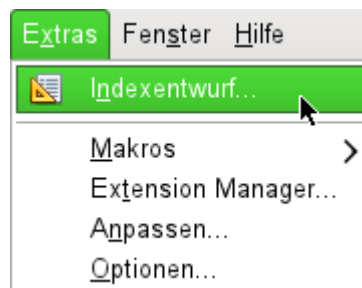 Extras Fenster Hilfe
Indexentwurf...
Makros
Extension Manager...
Anpassen...
Optionen...